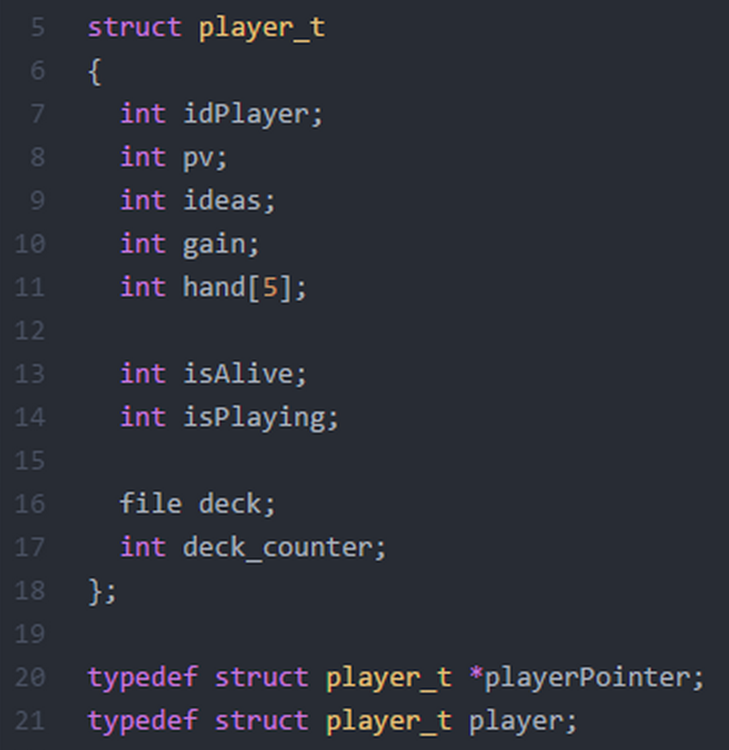 5 struct player_t
6 {
7 int idPlayer;
8 int pv;
9 int ideas;
10 int gain;
11 int hand[5];
12
13 int isAlive;
14 int isPlaying;
15
16 file deck;
17 int deck_counter;
18 };
19
20 typedef struct player_t *playerPointer;
21 typedef struct player_t player;